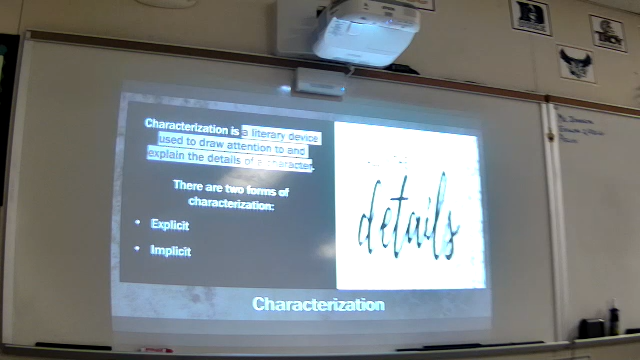 Characterization is a literary device
used to draw attention to and
explain the details of a character.
There are two forms of
characterization:
• Explicit
• Implicit
details
Characterization